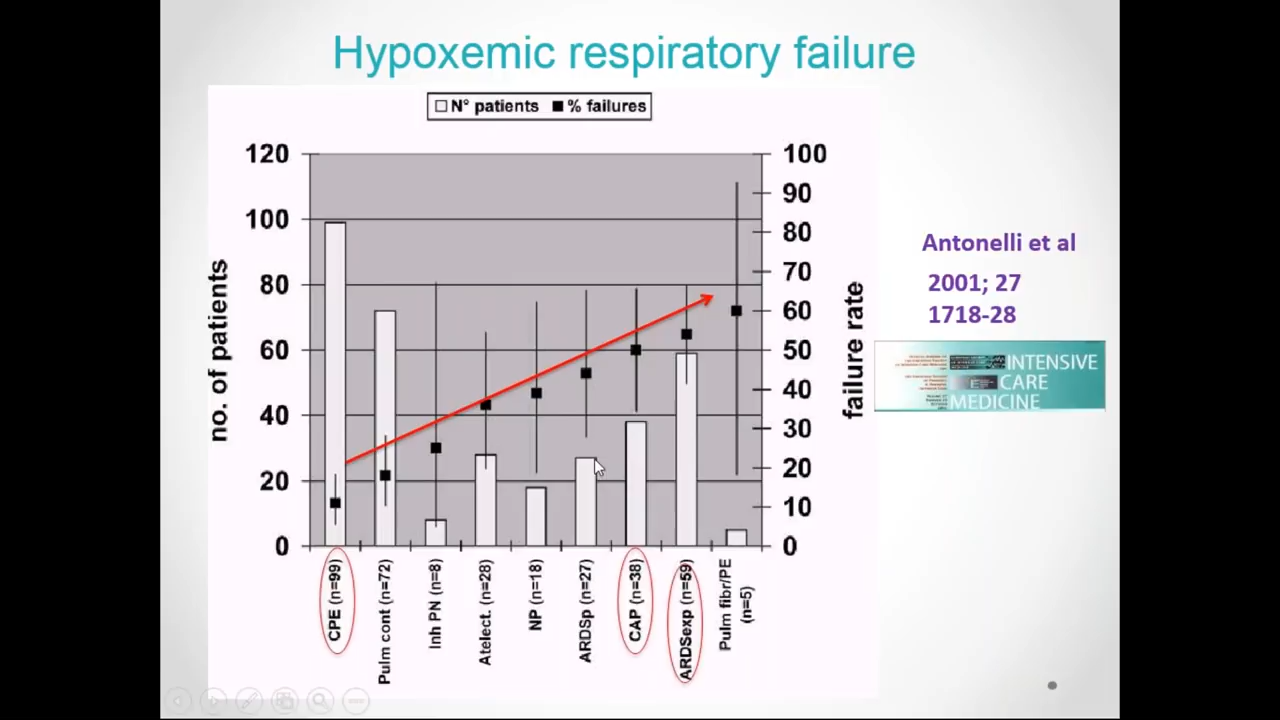 Hypoxemic respiratory failure
N° patients % failures
120
100
80
60
40
20
0
no. of patients
100
90
80
70
60
50
40
30
20
10
0
failure rate
CPE (n=99)
Pulm cont (n=72)
Inh PN (n=8)
Atelect. (n=28)
NP (n=18)
ARDSp (n=27)
CAP (n=38)
ARDSexp (n=59)
Pulm fibr/PE
(n=5)
Antonelli et al
2001; 27
1718-28
INTENSIVE
CARE
MEDICINE